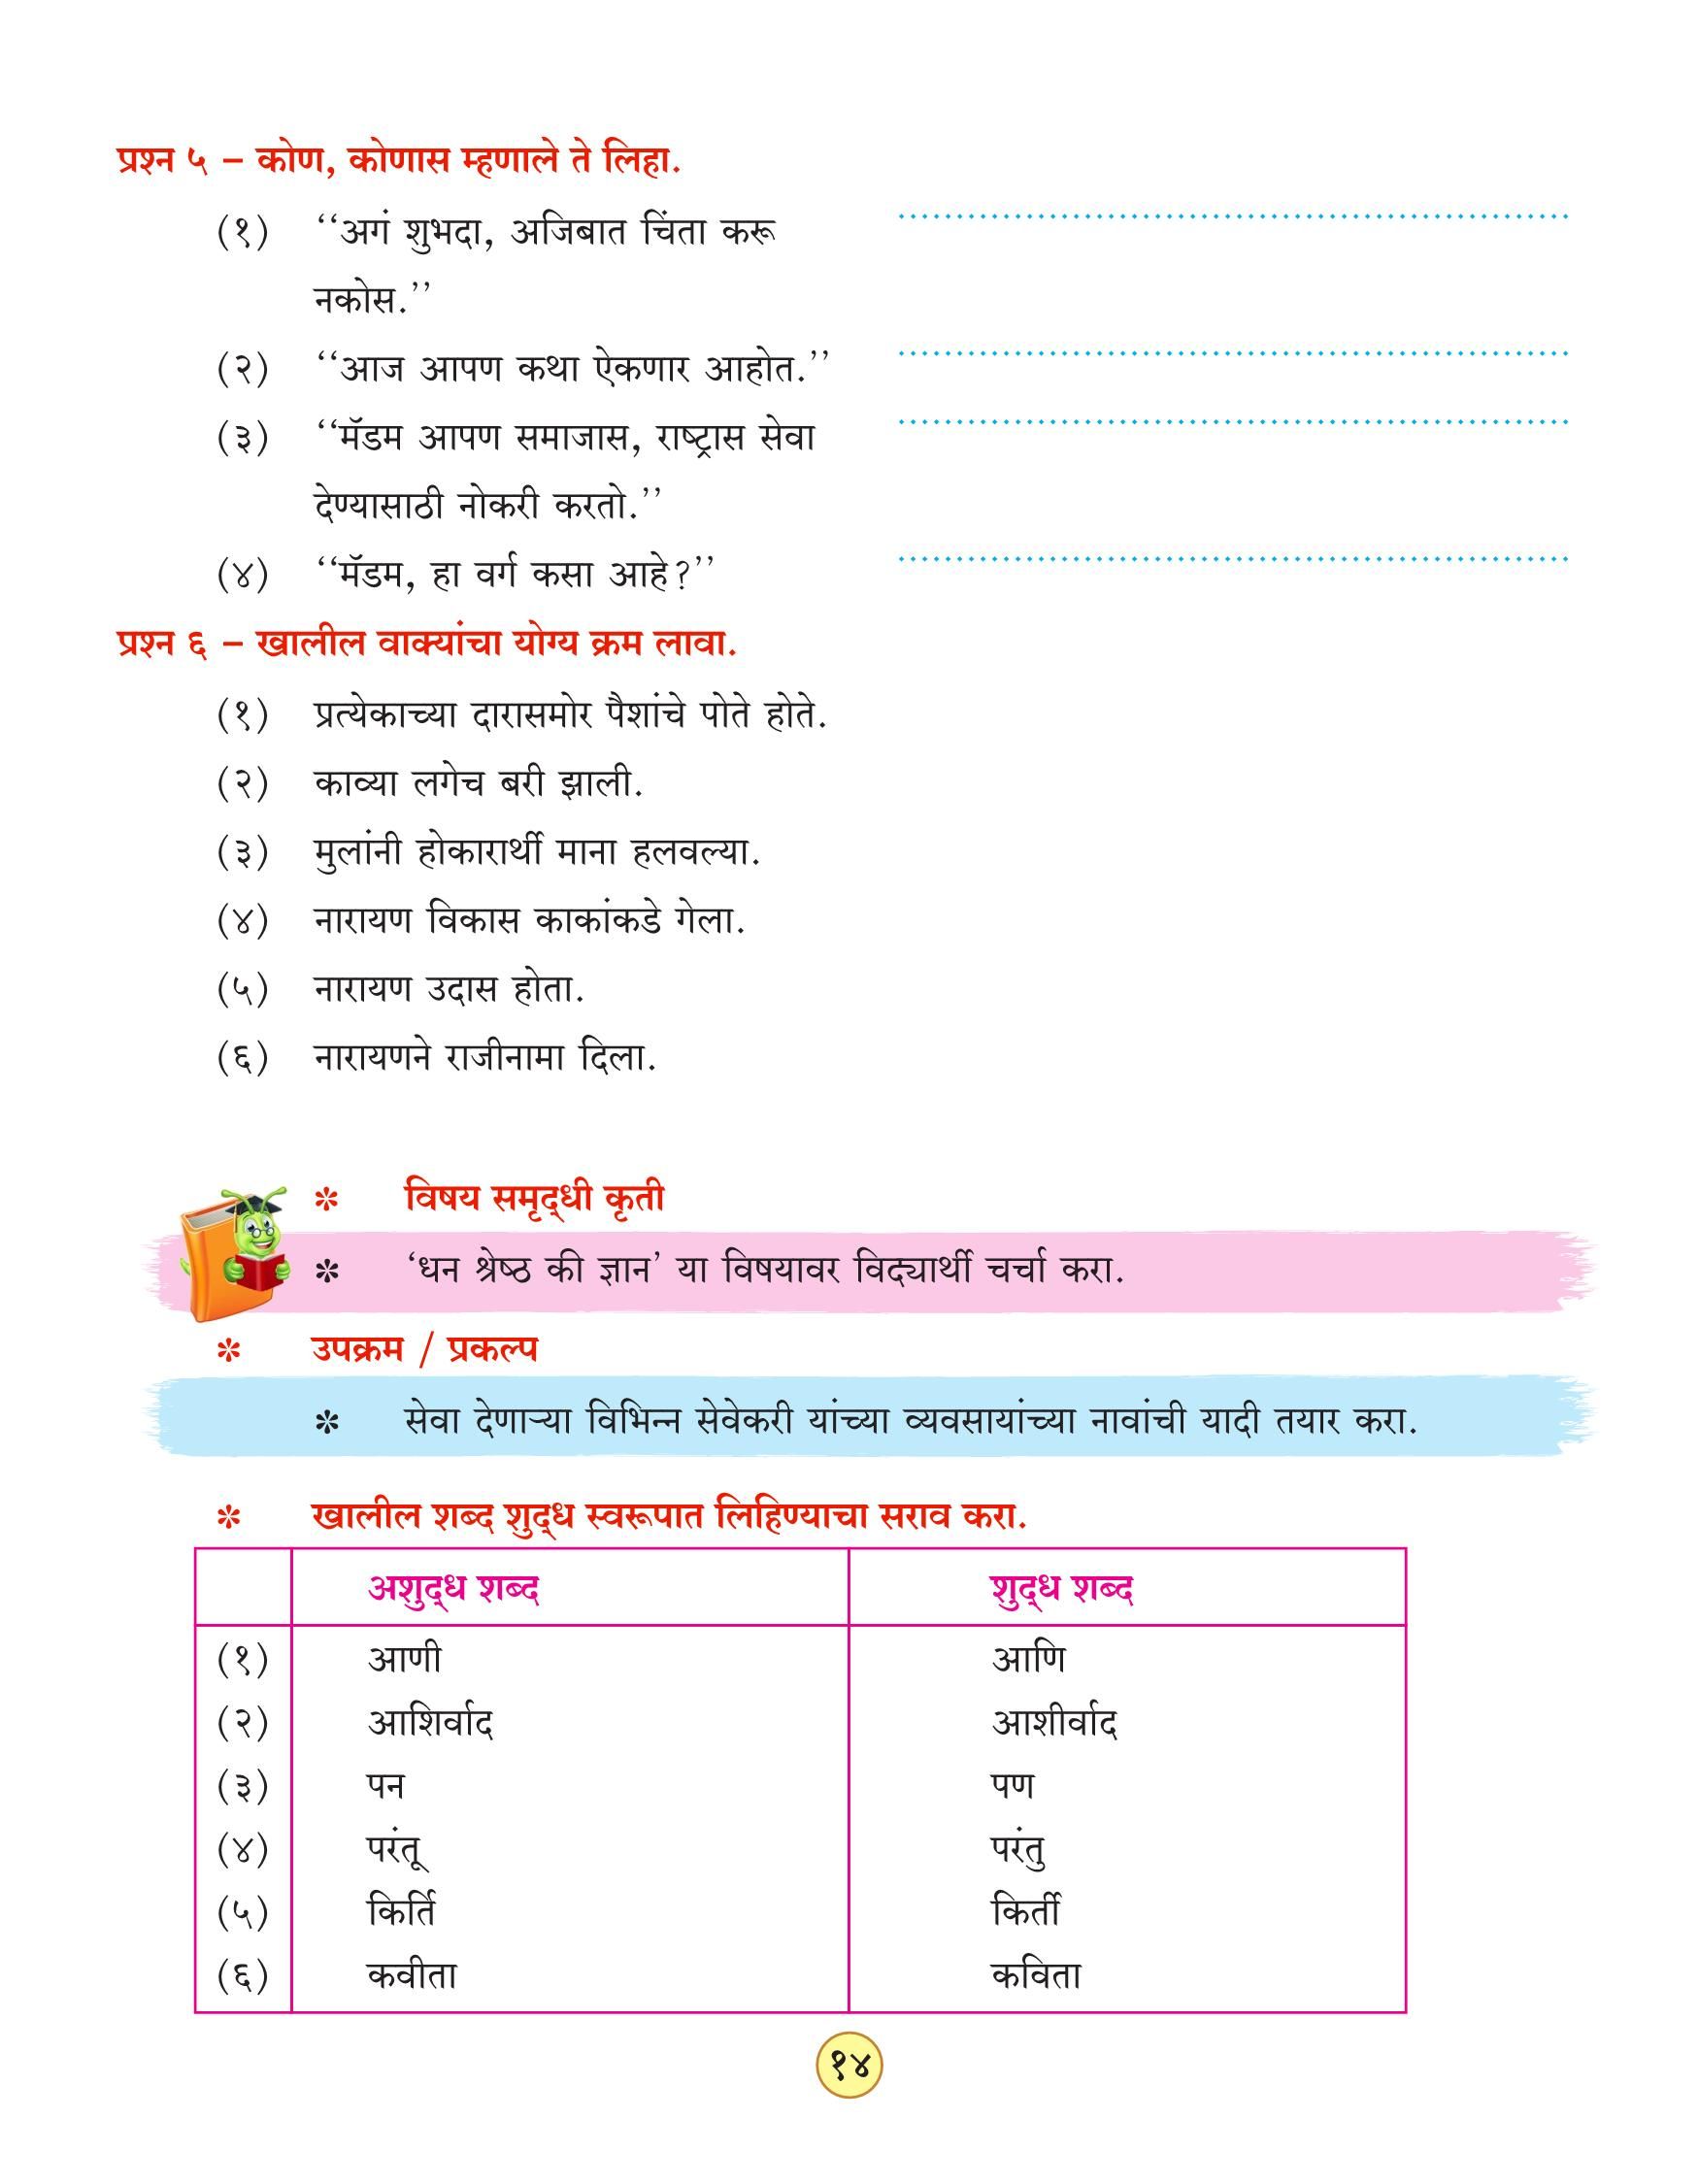 प्रश्न ५ – कोण, कोणास म्हणाले ते लिहा.
(१) ‘‘अगं शुभदा, अजिबात चिंता करू ........................................................
नकोस.’’
(२) ‘‘आज आपण कथा ऐकणार आहोत.’’ ........................................................
(३) ‘‘मॅडम आपण समाजास, राष्ट्रास सेवा ........................................................
देण्यासाठी नोकरी करतो.’’
(४) ‘‘मॅडम, हा वर्ग कसा आहे?’’ ........................................................
प्रश्न ६ – खालील वाक्यांचा योग्य क्रम लावा.
(१) प्रत्येकाच्या दारासमोर पैशांचे पोते होते.
(२) काव्या लगेच बरी झाली.
(३) मुलांनी होकारार्थी माना हलवल्या.
(४) नारायण विकास काकांकडे गेला.
(५) नारायण उदास होता.
(६) नारायणने राजीनामा दिला.
* विषय समृद्धी कृती
* ‘धन श्रेष्ठ की ज्ञान’ या विषयावर विद्यार्थी चर्चा करा.
* उपक्रम / प्रकल्प
* सेवा देणाऱ्या विभिन्न सेवेकरी यांच्या व्यवसायांच्या नावांची यादी तयार करा.
* खालील शब्द शुद्ध स्वरूपात लिहिण्याचा सराव करा.
अशुद्ध शब्द शुद्ध शब्द
(१) आणी आणि
(२) आशिर्वाद आशीर्वाद
(३) पन पण
(४) परंतू परंतु
(५) किर्ति किर्ती
(६) कवीता कविता
१४